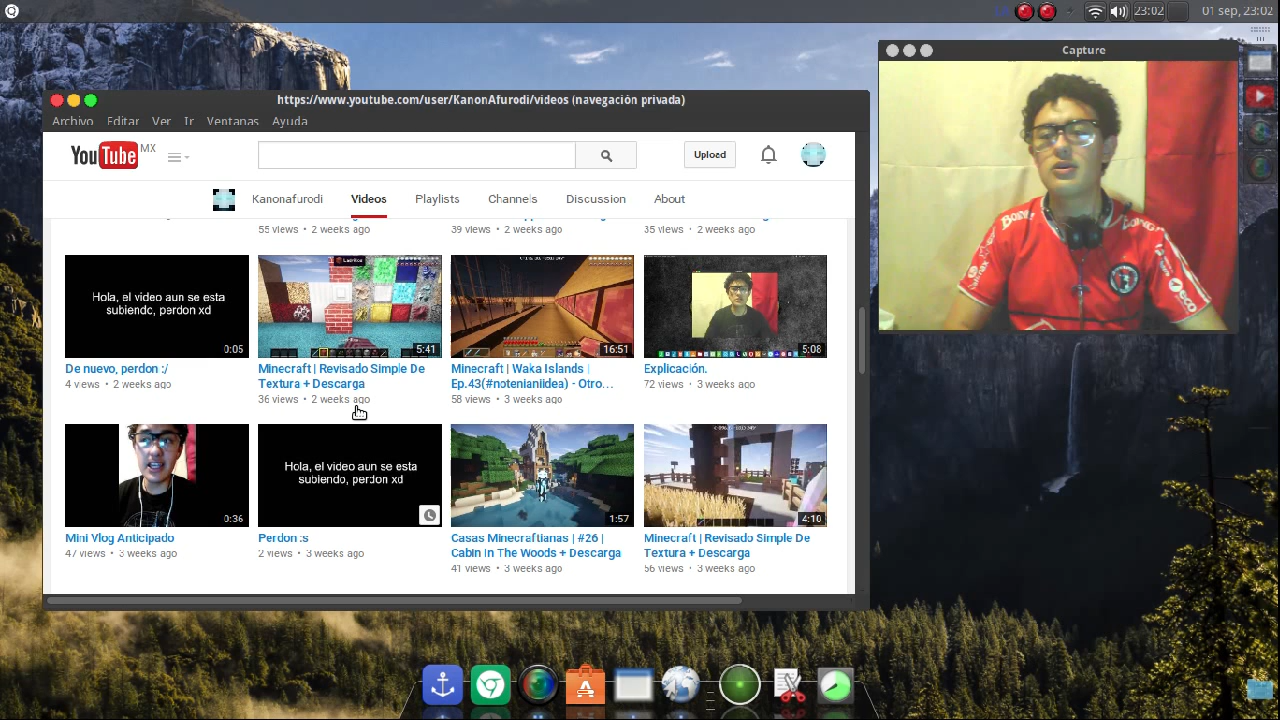 23:02
01 sep, 23:02
Capture
https://www.youtube.com/user/KanonAfurodi/videos (navegación privada)
Archivo Editar Ver Ir Ventanas Ayuda
YouTube MX
Upload
Kanonafurodi Videos Playlists Channels Discussion About
55 views • 2 weeks ago
39 views • 2 weeks ago
35 views • 2 weeks ago
Hola, el video aun se esta
subiendo, perdon xd
0:05
5:41
16:51
5:08
De nuevo, perdon :/
4 views • 2 weeks ago
Minecraft | Revisado Simple De
Textura + Descarga
36 views • 2 weeks ago
Minecraft | Waka Islands |
Ep.43(#notenianiidea) - Otro...
58 views • 3 weeks ago
Explicación.
72 views • 3 weeks ago
0:36
Hola, el video aun se esta
subiendo, perdon xd
1:57
4:10
Mini Vlog Anticipado
47 views • 3 weeks ago
Perdon :s
2 views • 3 weeks ago
Casas Minecraftianas | #26 |
Cabin In The Woods + Descarga
41 views • 3 weeks ago
Minecraft | Revisado Simple De
Textura + Descarga
56 views • 3 weeks ago